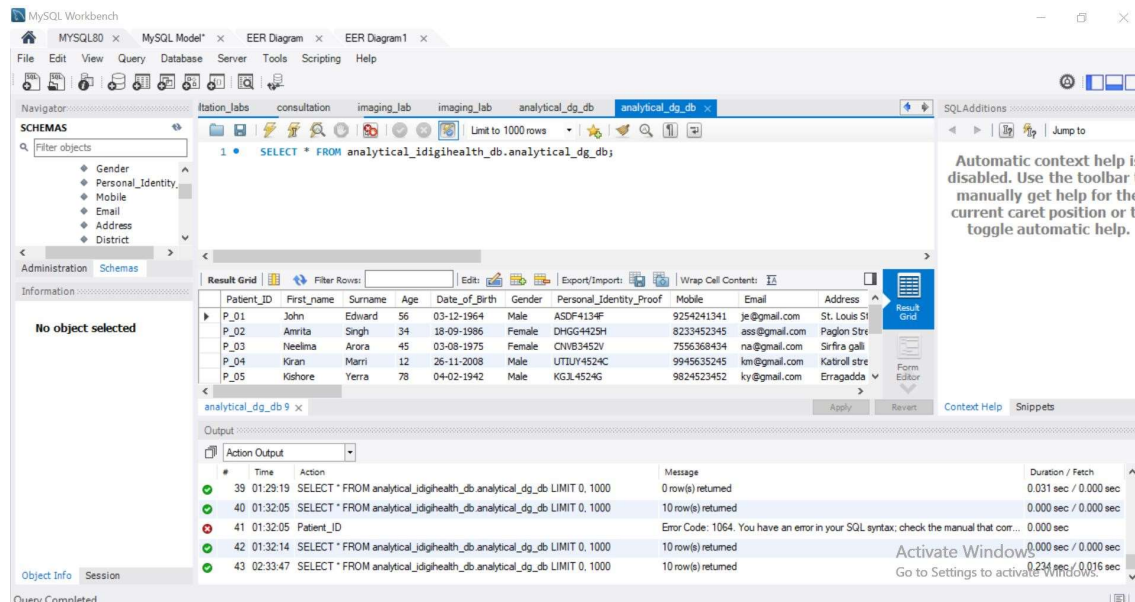 MySQL Workbench
MYSQL80 × MySQL Model* × EER Diagram × EER Diagram1 ×
File Edit View Query Database Server Tools Scripting Help
Navigator
ltation_labs consultation imaging_lab imaging_lab analytical_dg_db analytical_dg_db ×
SQLAdditions
SCHEMAS
Filter objects
Gender
Personal_Identity_
Mobile
Email
Address
District
Limit to 1000 rows
Jump to
1 SELECT * FROM analytical_idigihealth_db.analytical_dg_db;
Automatic context help is
disabled. Use the toolbar t
manually get help for the
current caret position or t
toggle automatic help.
Administration Schemas
Information
No object selected
Result Grid Filter Rows: Edit: Export/Import: Wrap Cell Content: IA
Patient_ID First_name Surname Age Date_of_Birth Gender Personal_Identity_Proof Mobile Email Address
P_01 John Edward 56 03-12-1964 Male ASDF4134F 9254241341 je@gmail.com St. Louis St
P_02 Amrita Singh 34 18-09-1986 Female DHGG4425H 8233452345 ass@gmail.com Paglon Stre
P_03 Neelima Arora 45 03-08-1975 Female CNVB3452V 7556368434 na@gmail.com Sirfira galli
P_04 Kiran Marri 12 26-11-2008 Male UTIUY4524C 9945635245 km@gmail.com Katiroll stre
P_05 Kishore Yerra 78 04-02-1942 Male KGJL4524G 9824523452 ky@gmail.com Erragadda
Result
Grid
Form
Editor
analytical_dg_db 9 ×
Apply Revert
Context Help Snippets
Output
Action Output
# Time Action Message Duration / Fetch
39 01:29:19 SELECT * FROM analytical_idigihealth_db.analytical_dg_db LIMIT 0, 1000 0 row(s) returned 0.031 sec / 0.000 sec
40 01:32:05 SELECT * FROM analytical_idigihealth_db.analytical_dg_db LIMIT 0, 1000 10 row(s) returned 0.000 sec / 0.000 sec
41 01:32:05 Patient_ID Error Code: 1064. You have an error in your SQL syntax; check the manual that corr... 0.000 sec
42 01:32:14 SELECT * FROM analytical_idigihealth_db.analytical_dg_db LIMIT 0, 1000 10 row(s) returned 0.000 sec / 0.000 sec
43 02:33:47 SELECT * FROM analytical_idigihealth_db.analytical_dg_db LIMIT 0, 1000 10 row(s) returned 0.234 sec / 0.016 sec
Activate Windows
Go to Settings to activate Windows.
Object Info Session
Query Completed